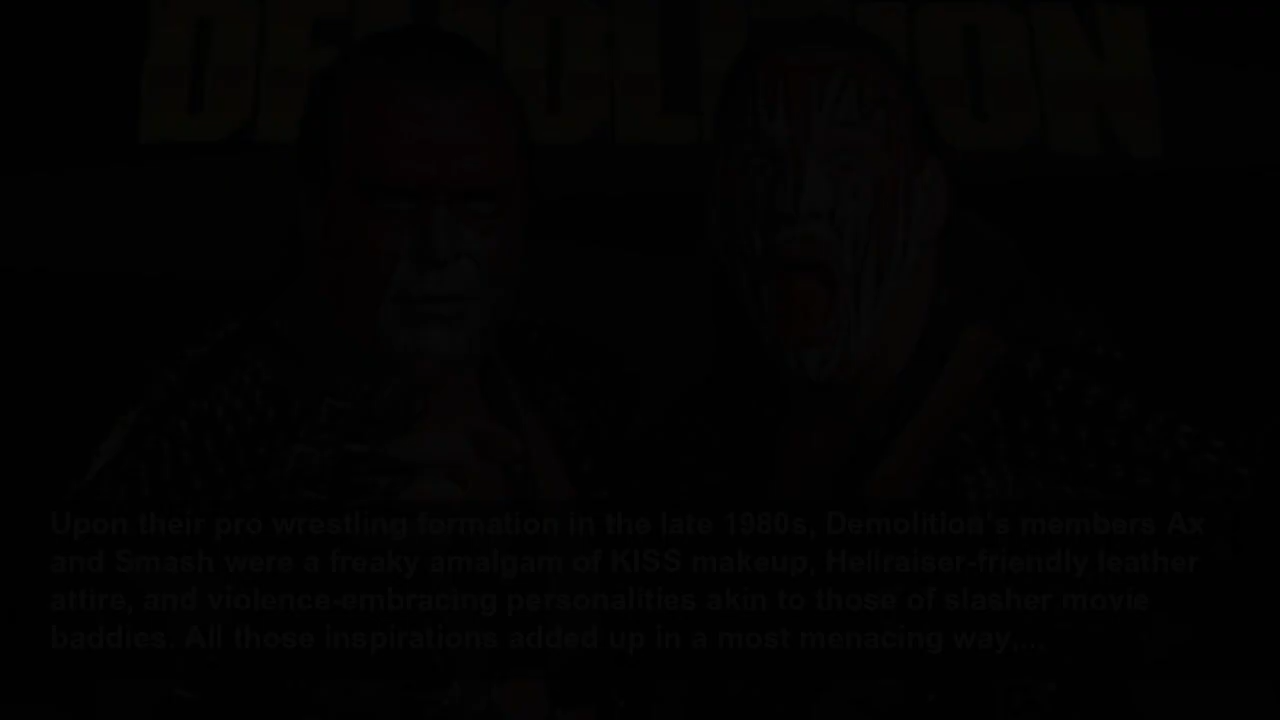 DEMOLITION
Upon their pro wrestling formation in the late 1980s, Demolition's members Ax
and Smash were a freaky amalgam of KISS makeup, Hellraiser-friendly leather
attire, and violence-embracing personalities akin to those of slasher movie
baddies. All those inspirations added up in a most menacing way....